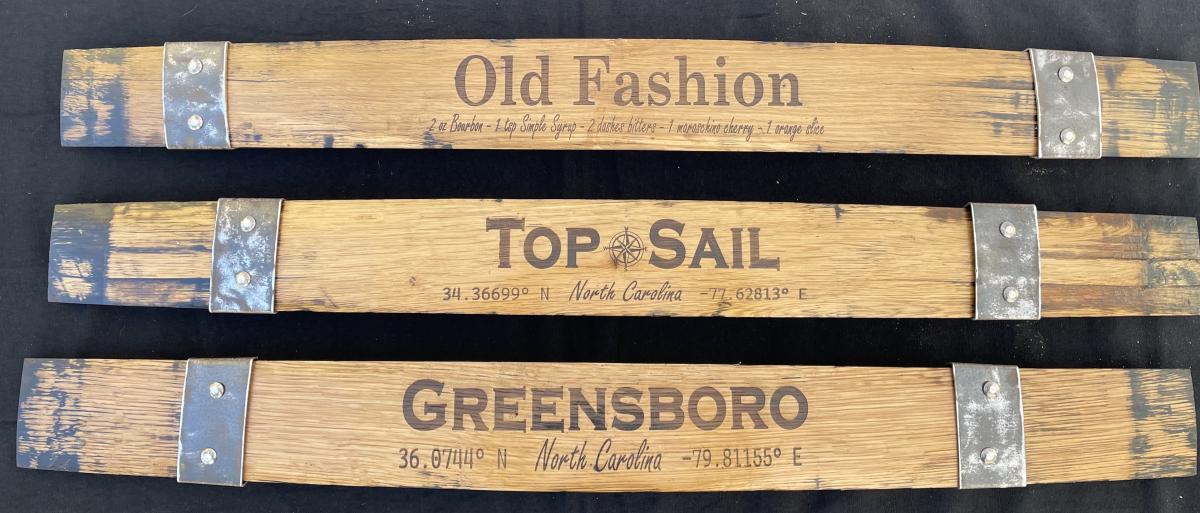 Old Fashion
2 oz Bourbon - 1 tsp Simple Syrup - 2 dashes bitters - 1 maraschino cherry - 1 orange slice
TOP SAIL
34.36699° N North Carolina -77.62813° E
GREENSBORO
36.0744° N North Carolina -79.81155° E